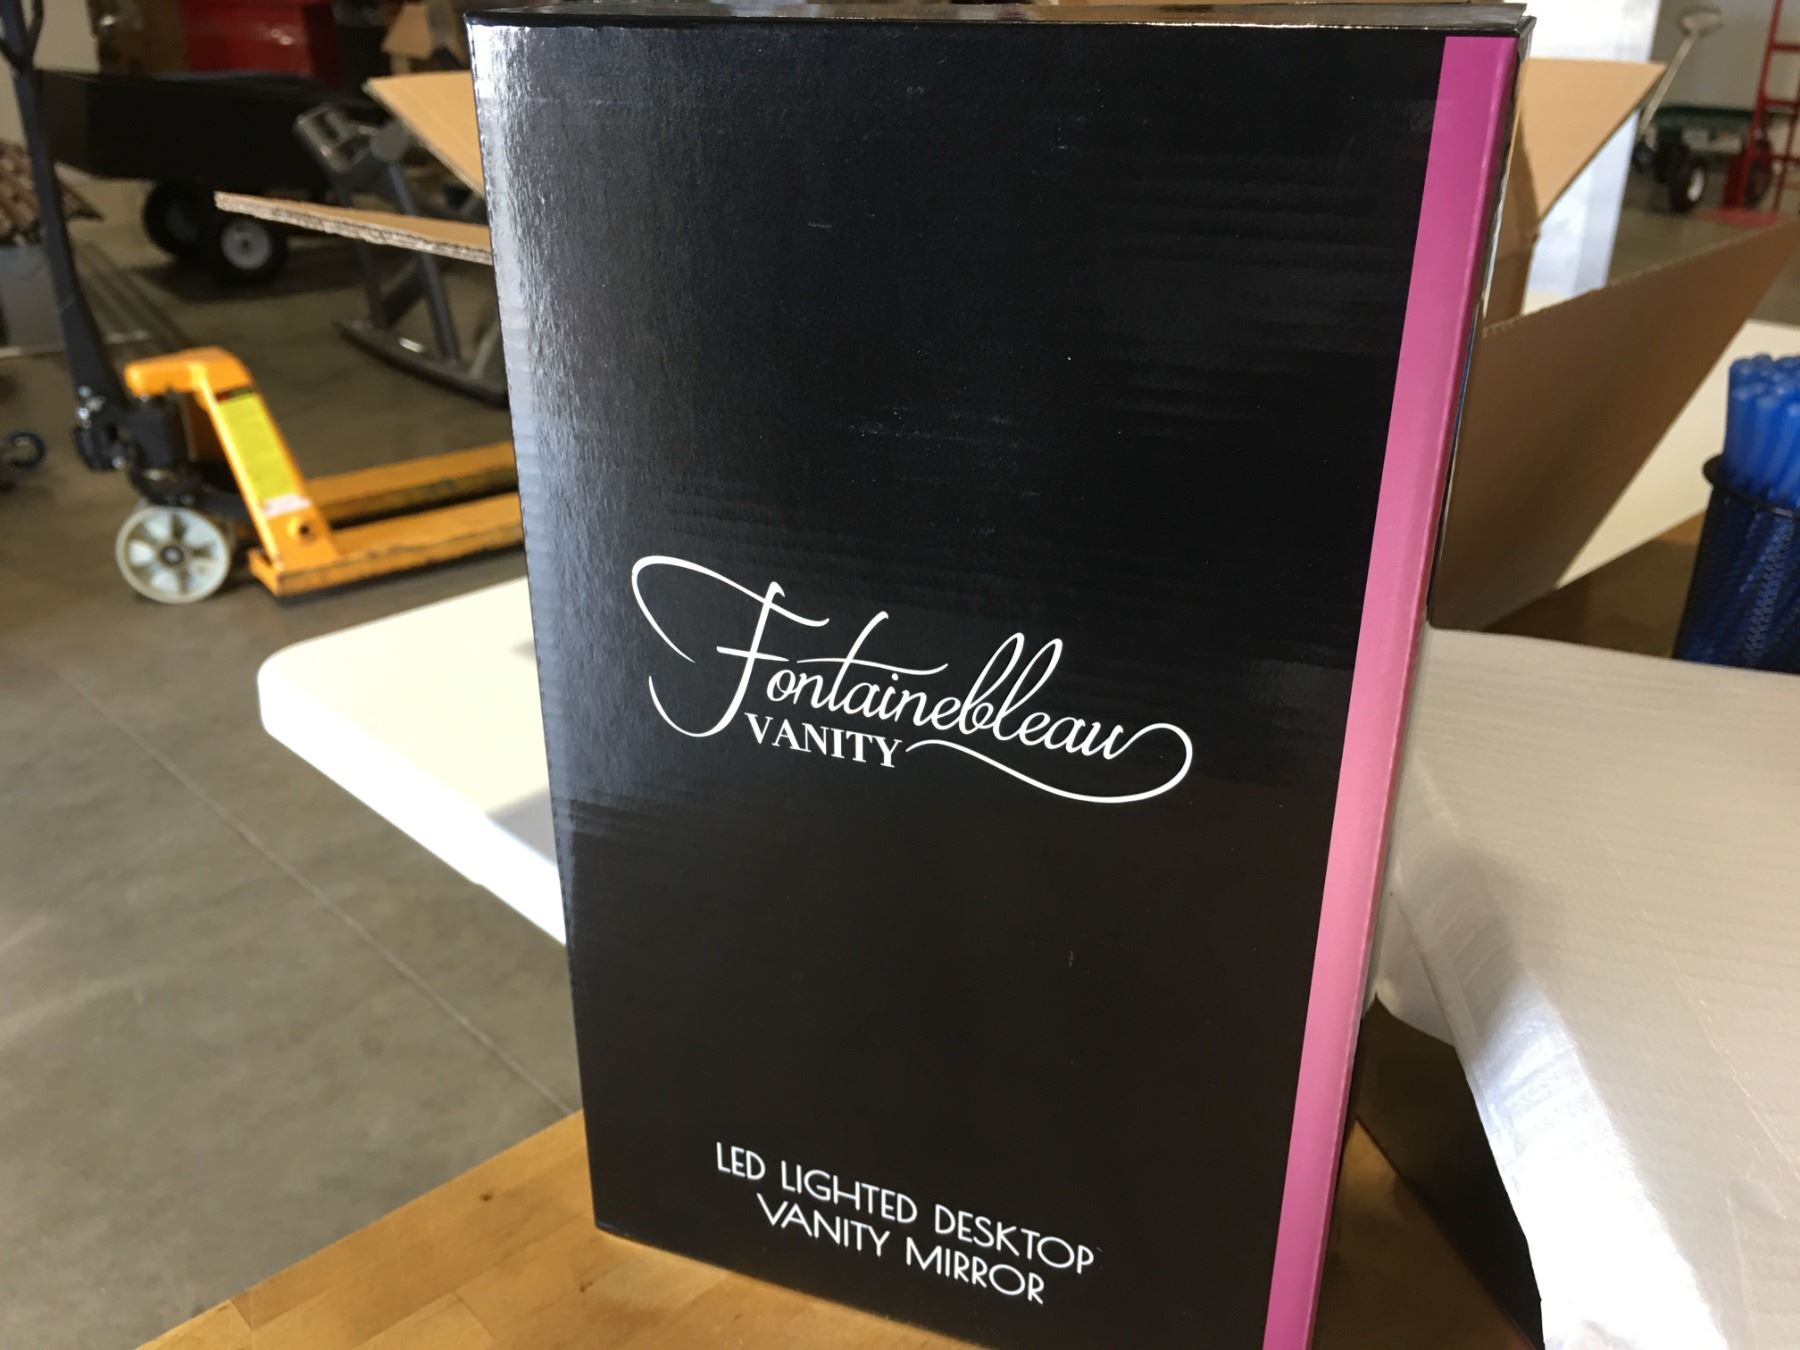 Fontainebleau
VANITY
LED LIGHTED DESKTOP
VANITY MIRROR